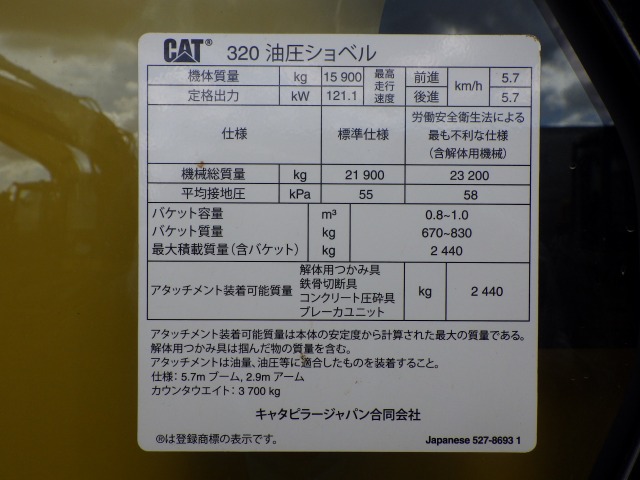 CAT® 320 油圧ショベル
機体質量 kg 15 900 最高走行速度 前進 km/h 5.7
定格出力 kW 121.1 後進 5.7
仕様 標準仕様 労働安全衛生法による
最も不利な仕様
(含解体用機械)
機械総質量 kg 21 900 23 200
平均接地圧 kPa 55 58
バケット容量 m³ 0.8~1.0
バケット質量 kg 670~830
最大積載質量(含バケット) kg 2 440
アタッチメント装着可能質量 解体用つかみ具 kg 2 440
鉄骨切断具
コンクリート圧砕具
ブレーカユニット
アタッチメント装着可能質量は本体の安定度から計算された最大の質量である。
解体用つかみ具は掴んだ物の質量を含む。
アタッチメントは油量、油圧等に適合したものを装着すること。
仕様: 5.7m ブーム, 2.9m アーム
カウンタウエイト: 3 700 kg
キャタピラージャパン合同会社
®は登録商標の表示です。 Japanese 527-8693 1